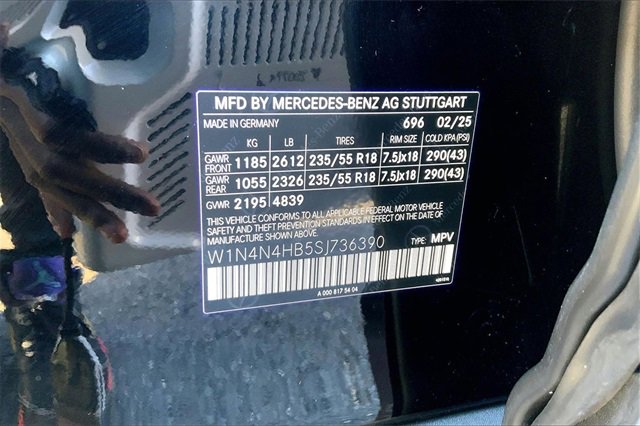 MFD BY MERCEDES-BENZ AG STUTTGART
MADE IN GERMANY 696 02/25
KG LB TIRES RIM SIZE COLD KPA(PSI)
GAWR FRONT 1185 2612 235/55 R18 7.5Jx18 290(43)
GAWR REAR 1055 2326 235/55 R18 7.5Jx18 290(43)
GVWR 2195 4839
THIS VEHICLE CONFORMS TO ALL APPLICABLE FEDERAL MOTOR VEHICLE
SAFETY AND THEFT PREVENTION STANDARDS IN EFFECT ON THE DATE OF
MANUFACTURE SHOWN ABOVE.
W1N4N4HB5SJ736390 TYPE: MPV
A 000 817 54 04